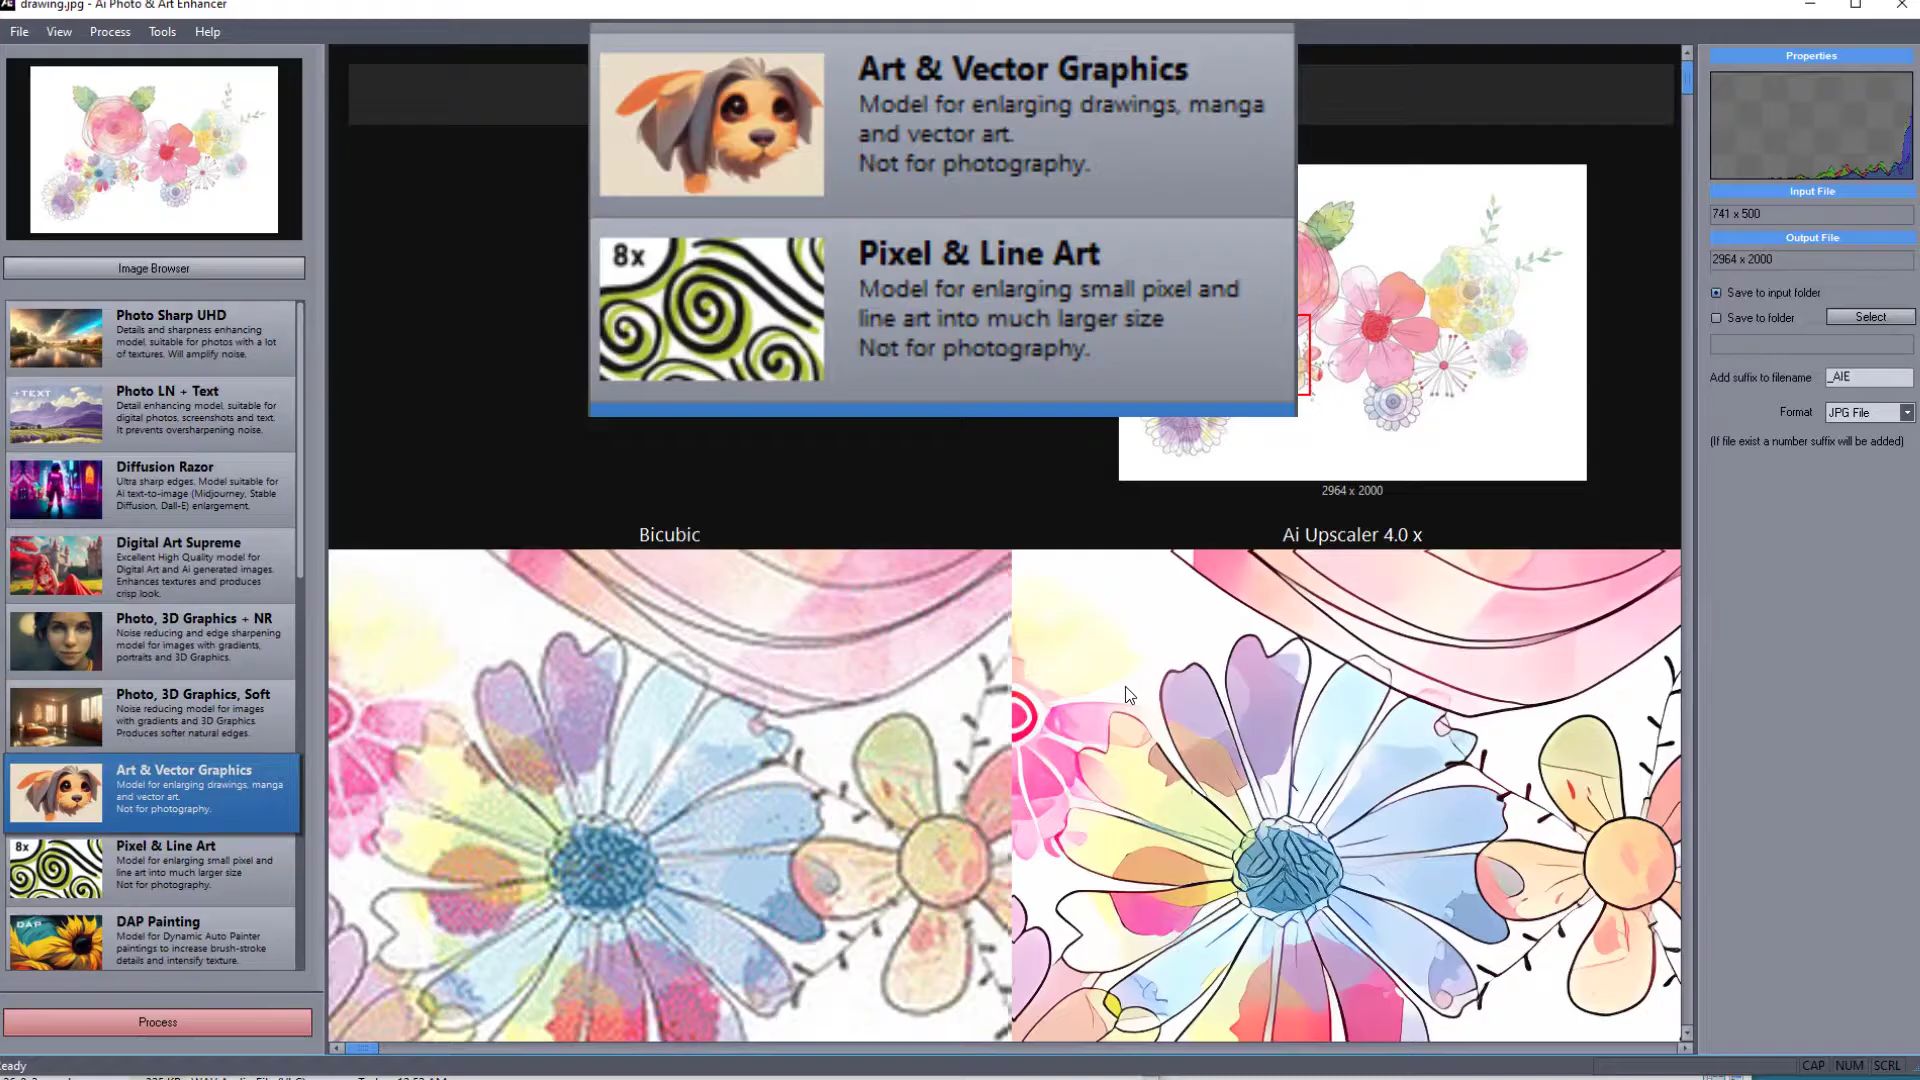 drawing.jpg - Ai Photo & Art Enhancer
File View Process Tools Help
Art & Vector Graphics
Model for enlarging drawings, manga
and vector art.
Not for photography.
8x
Pixel & Line Art
Model for enlarging small pixel and
line art into much larger size
Not for photography.
Image Browser
Photo Sharp UHD
Details and sharpness enhancing
model, suitable for photos with a lot
of textures. Will amplify noise.
+TEXT
Photo LN + Text
Detail enhancing model, suitable for
digital photos, screenshots and text.
It prevents oversharpening noise.
Diffusion Razor
Ultra sharp edges. Model suitable for
Ai text-to-image (Midjourney, Stable
Diffusion, Dall-E) enlargement.
Digital Art Supreme
Excellent High Quality model for
Digital Art and Ai generated images.
Enhances textures and produces
crisp look.
Photo, 3D Graphics + NR
Noise reducing and edge sharpening
model for images with gradients,
portraits and 3D Graphics.
Photo, 3D Graphics, Soft
Noise reducing model for images
with gradients and 3D Graphics.
Produces softer natural edges.
Art & Vector Graphics
Model for enlarging drawings, manga
and vector art.
Not for photography.
8x
Pixel & Line Art
Model for enlarging small pixel and
line art into much larger size
Not for photography.
DAP
DAP Painting
Model for Dynamic Auto Painter
paintings to increase brush-stroke
details and intensify texture.
Process
2964 x 2000
Bicubic
Ai Upscaler 4.0 x
Properties
Input File
741 x 500
Output File
2964 x 2000
Save to input folder
Save to folder
Select
Add suffix to filename
_AIE
Format
JPG File
(If file exist a number suffix will be added)
eady
CAP NUM SCRL